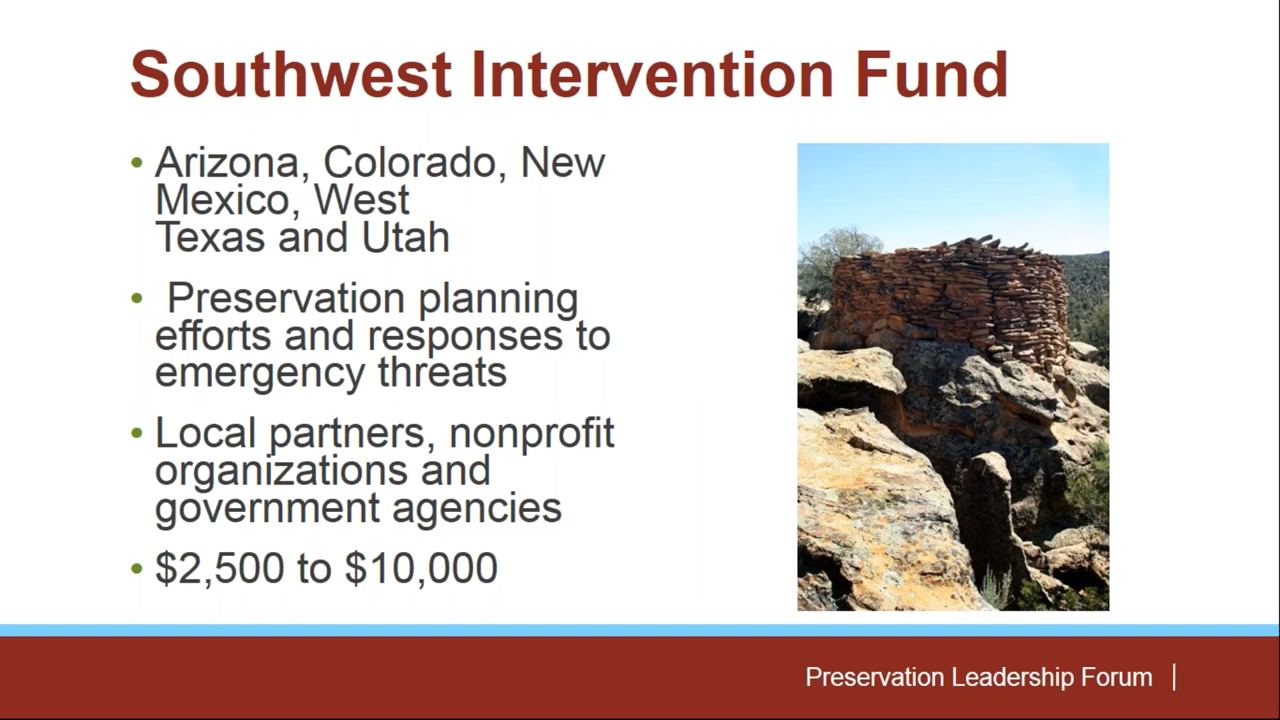 Southwest Intervention Fund
• Arizona, Colorado, New
Mexico, West
Texas and Utah
• Preservation planning
efforts and responses to
emergency threats
• Local partners, nonprofit
organizations and
government agencies
• $2,500 to $10,000
Preservation Leadership Forum |